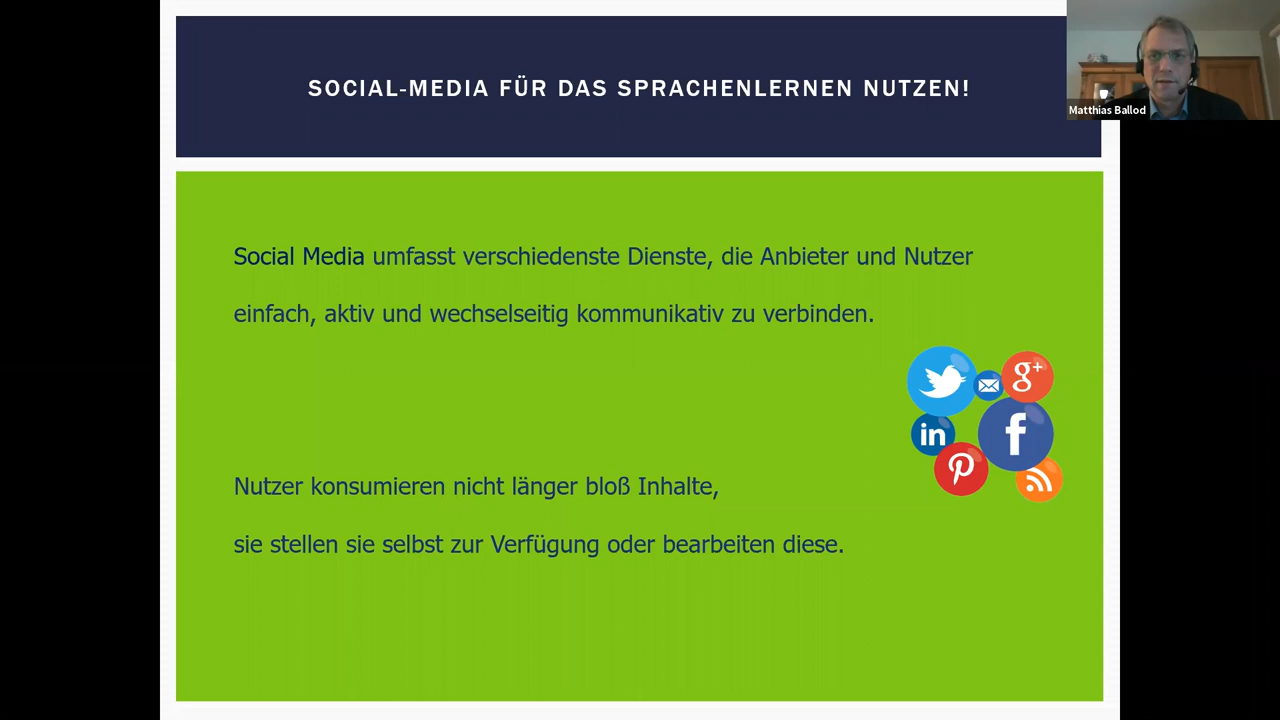 SOCIAL-MEDIA FÜR DAS SPRACHENLERNEN NUTZEN!
Matthias Ballod
Social Media umfasst verschiedenste Dienste, die Anbieter und Nutzer
einfach, aktiv und wechselseitig kommunikativ zu verbinden.
g+
in
f
Nutzer konsumieren nicht länger bloß Inhalte,
sie stellen sie selbst zur Verfügung oder bearbeiten diese.